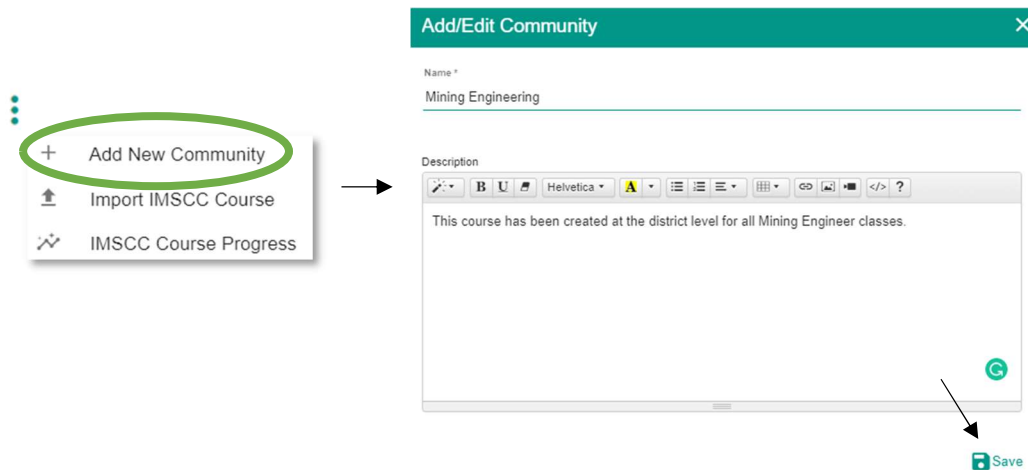 Add/Edit Community
Name *
Mining Engineering
Add New Community
Import IMSCC Course
IMSCC Course Progress
Description
B U Helvetica A </> ?
This course has been created at the district level for all Mining Engineer classes.
G
Save